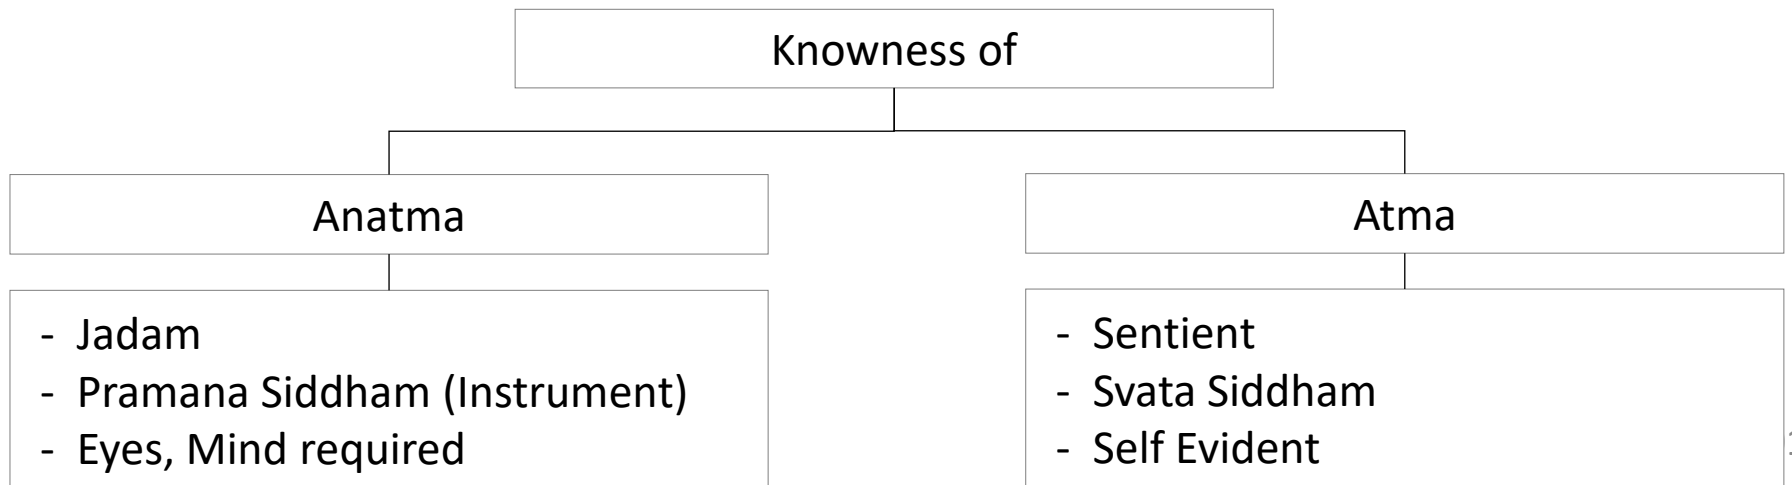 Knowness of
Anatma
Atma
- Jadam
- Pramana Siddham (Instrument)
- Eyes, Mind required
- Sentient
- Svata Siddham
- Self Evident